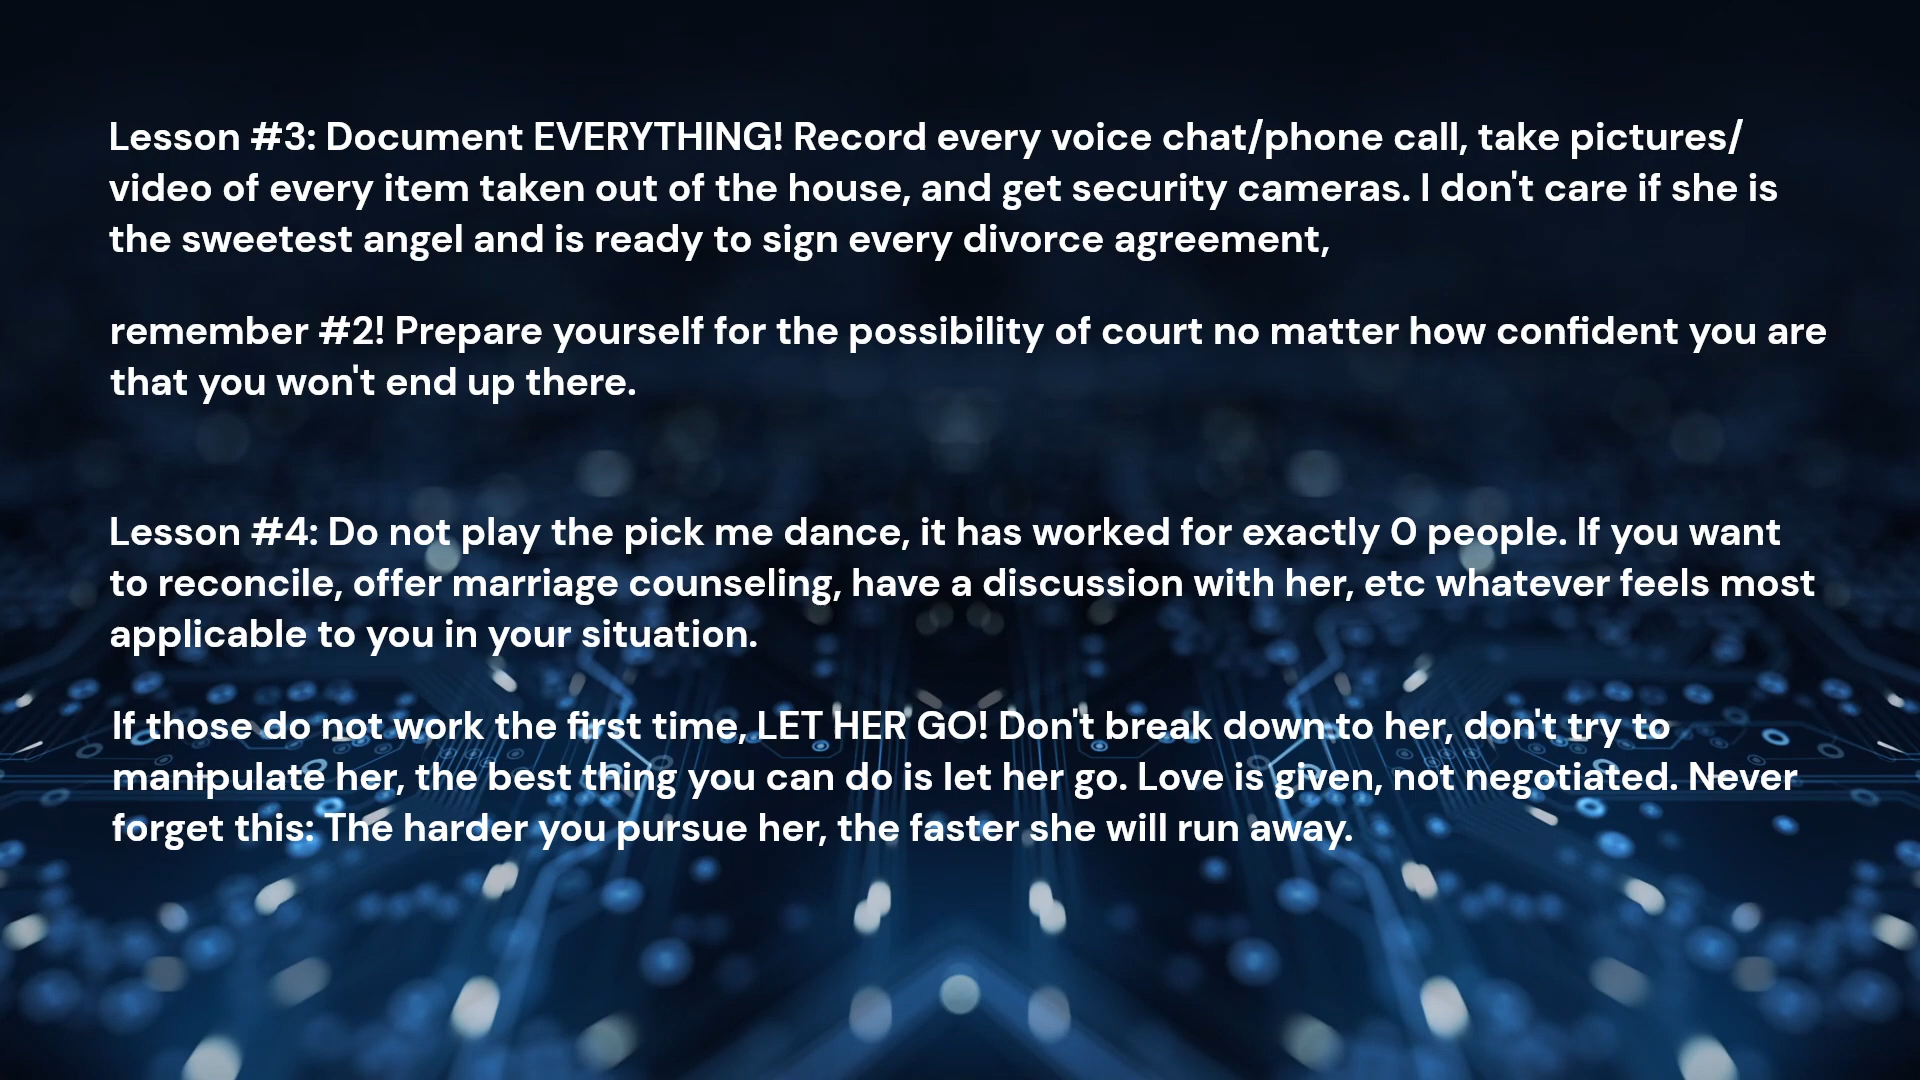 Lesson #3: Document EVERYTHING! Record every voice chat/phone call, take pictures/
video of every item taken out of the house, and get security cameras. I don't care if she is
the sweetest angel and is ready to sign every divorce agreement,
remember #2! Prepare yourself for the possibility of court no matter how confident you are
that you won't end up there.
Lesson #4: Do not play the pick me dance, it has worked for exactly 0 people. If you want
to reconcile, offer marriage counseling, have a discussion with her, etc whatever feels most
applicable to you in your situation.
If those do not work the first time, LET HER GO! Don't break down to her, don't try to
manipulate her, the best thing you can do is let her go. Love is given, not negotiated. Never
forget this: The harder you pursue her, the faster she will run away.